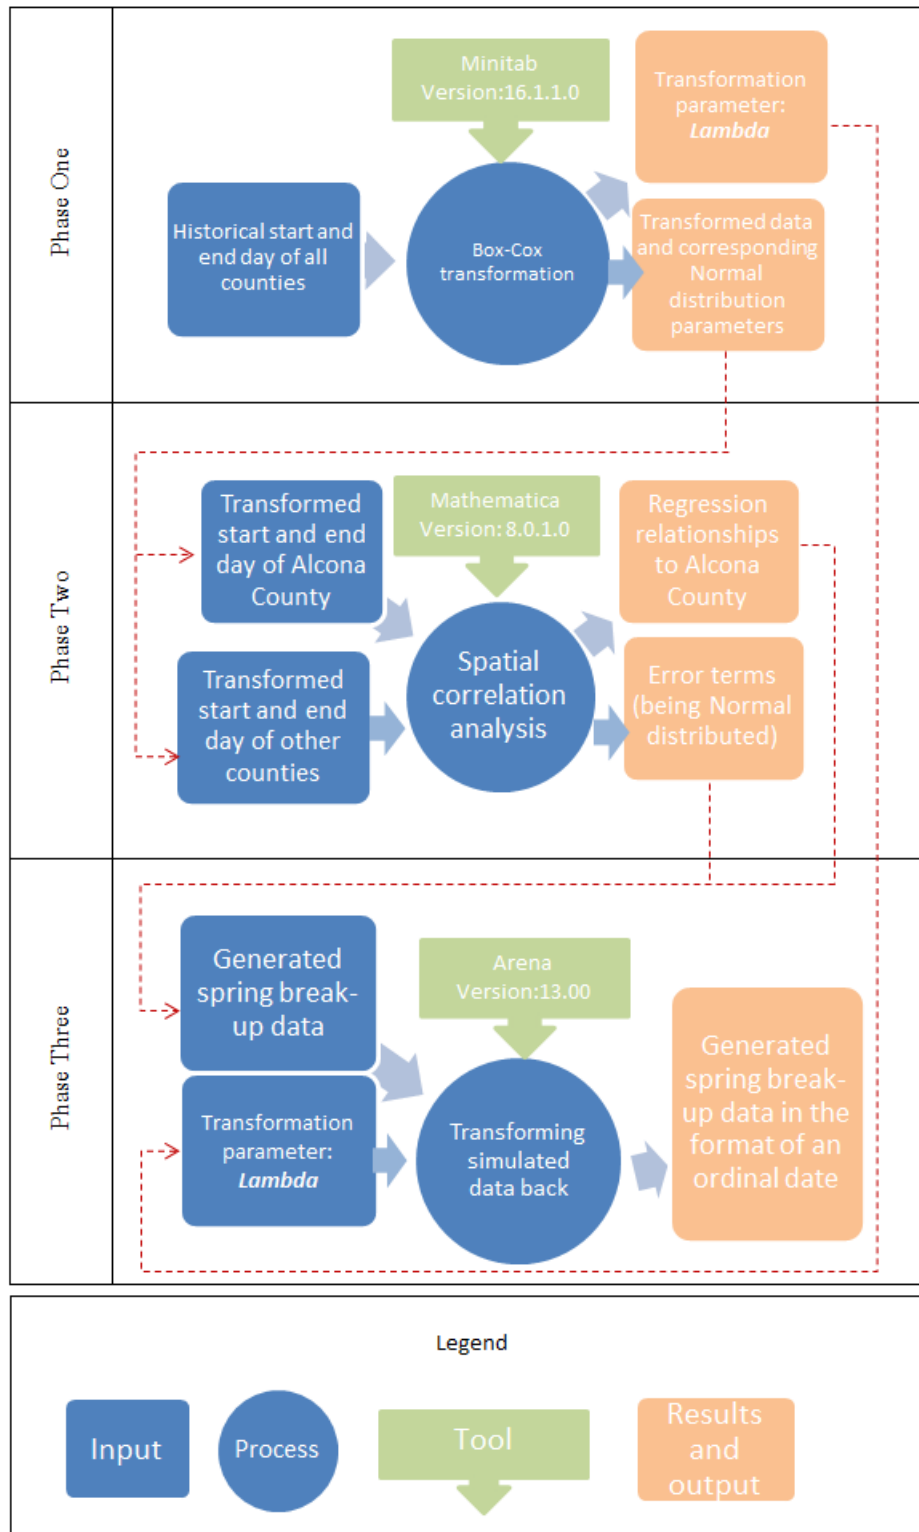 Phase One
Historical start and
end day of all
counties
Minitab
Version:16.1.1.0
Box-Cox
transformation
Transformation
parameter:
Lambda
Transformed data
and corresponding
Normal
distribution
parameters
Phase Two
Transformed
start and end
day of Alcona
County
Transformed
start and end
day of other
counties
Mathematica
Version: 8.0.1.0
Spatial
correlation
analysis
Regression
relationships
to Alcona
County
Error terms
(being Normal
distributed)
Phase Three
Generated
spring break-
up data
Transformation
parameter:
Lambda
Arena
Version:13.00
Transforming
simulated
data back
Generated
spring break-
up data in the
format of an
ordinal date
Legend
Input
Process
Tool
Results
and
output